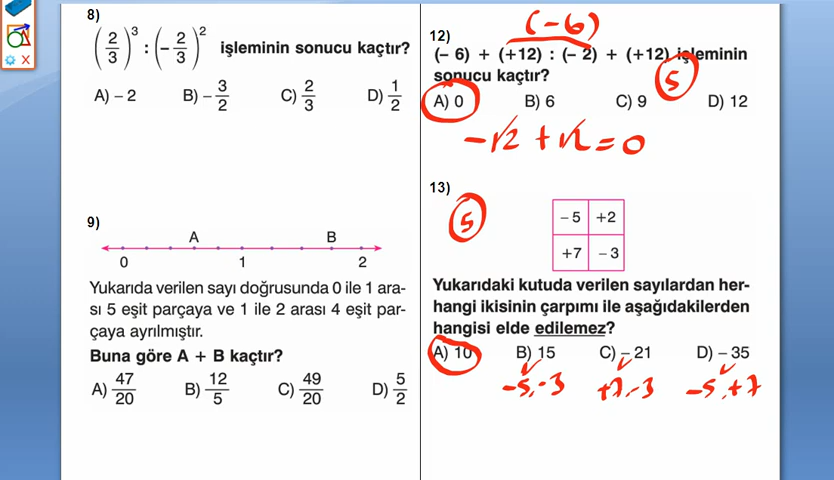 8)
(2/3)³ : (-2/3)² işleminin sonucu kaçtır?
A) – 2 B) – 3/2 C) 2/3 D) 1/2
9)
A B
0 1 2
Yukarıda verilen sayı doğrusunda 0 ile 1 ara-
sı 5 eşit parçaya ve 1 ile 2 arası 4 eşit par-
çaya ayrılmıştır.
Buna göre A + B kaçtır?
A) 47/20 B) 12/5 C) 49/20 D) 5/2
(-6)
12)
(– 6) + (+12) : (– 2) + (+12) işleminin
sonucu kaçtır?
5
A) 0 B) 6 C) 9 D) 12
-12 + 12 = 0
13)
5
– 5 +2
+7 – 3
Yukarıdaki kutuda verilen sayılardan her-
hangi ikisinin çarpımı ile aşağıdakilerden
hangisi elde edilemez?
A) 10 B) 15 C) – 21 D) – 35
-5.-3 +7.-3 -5.+7